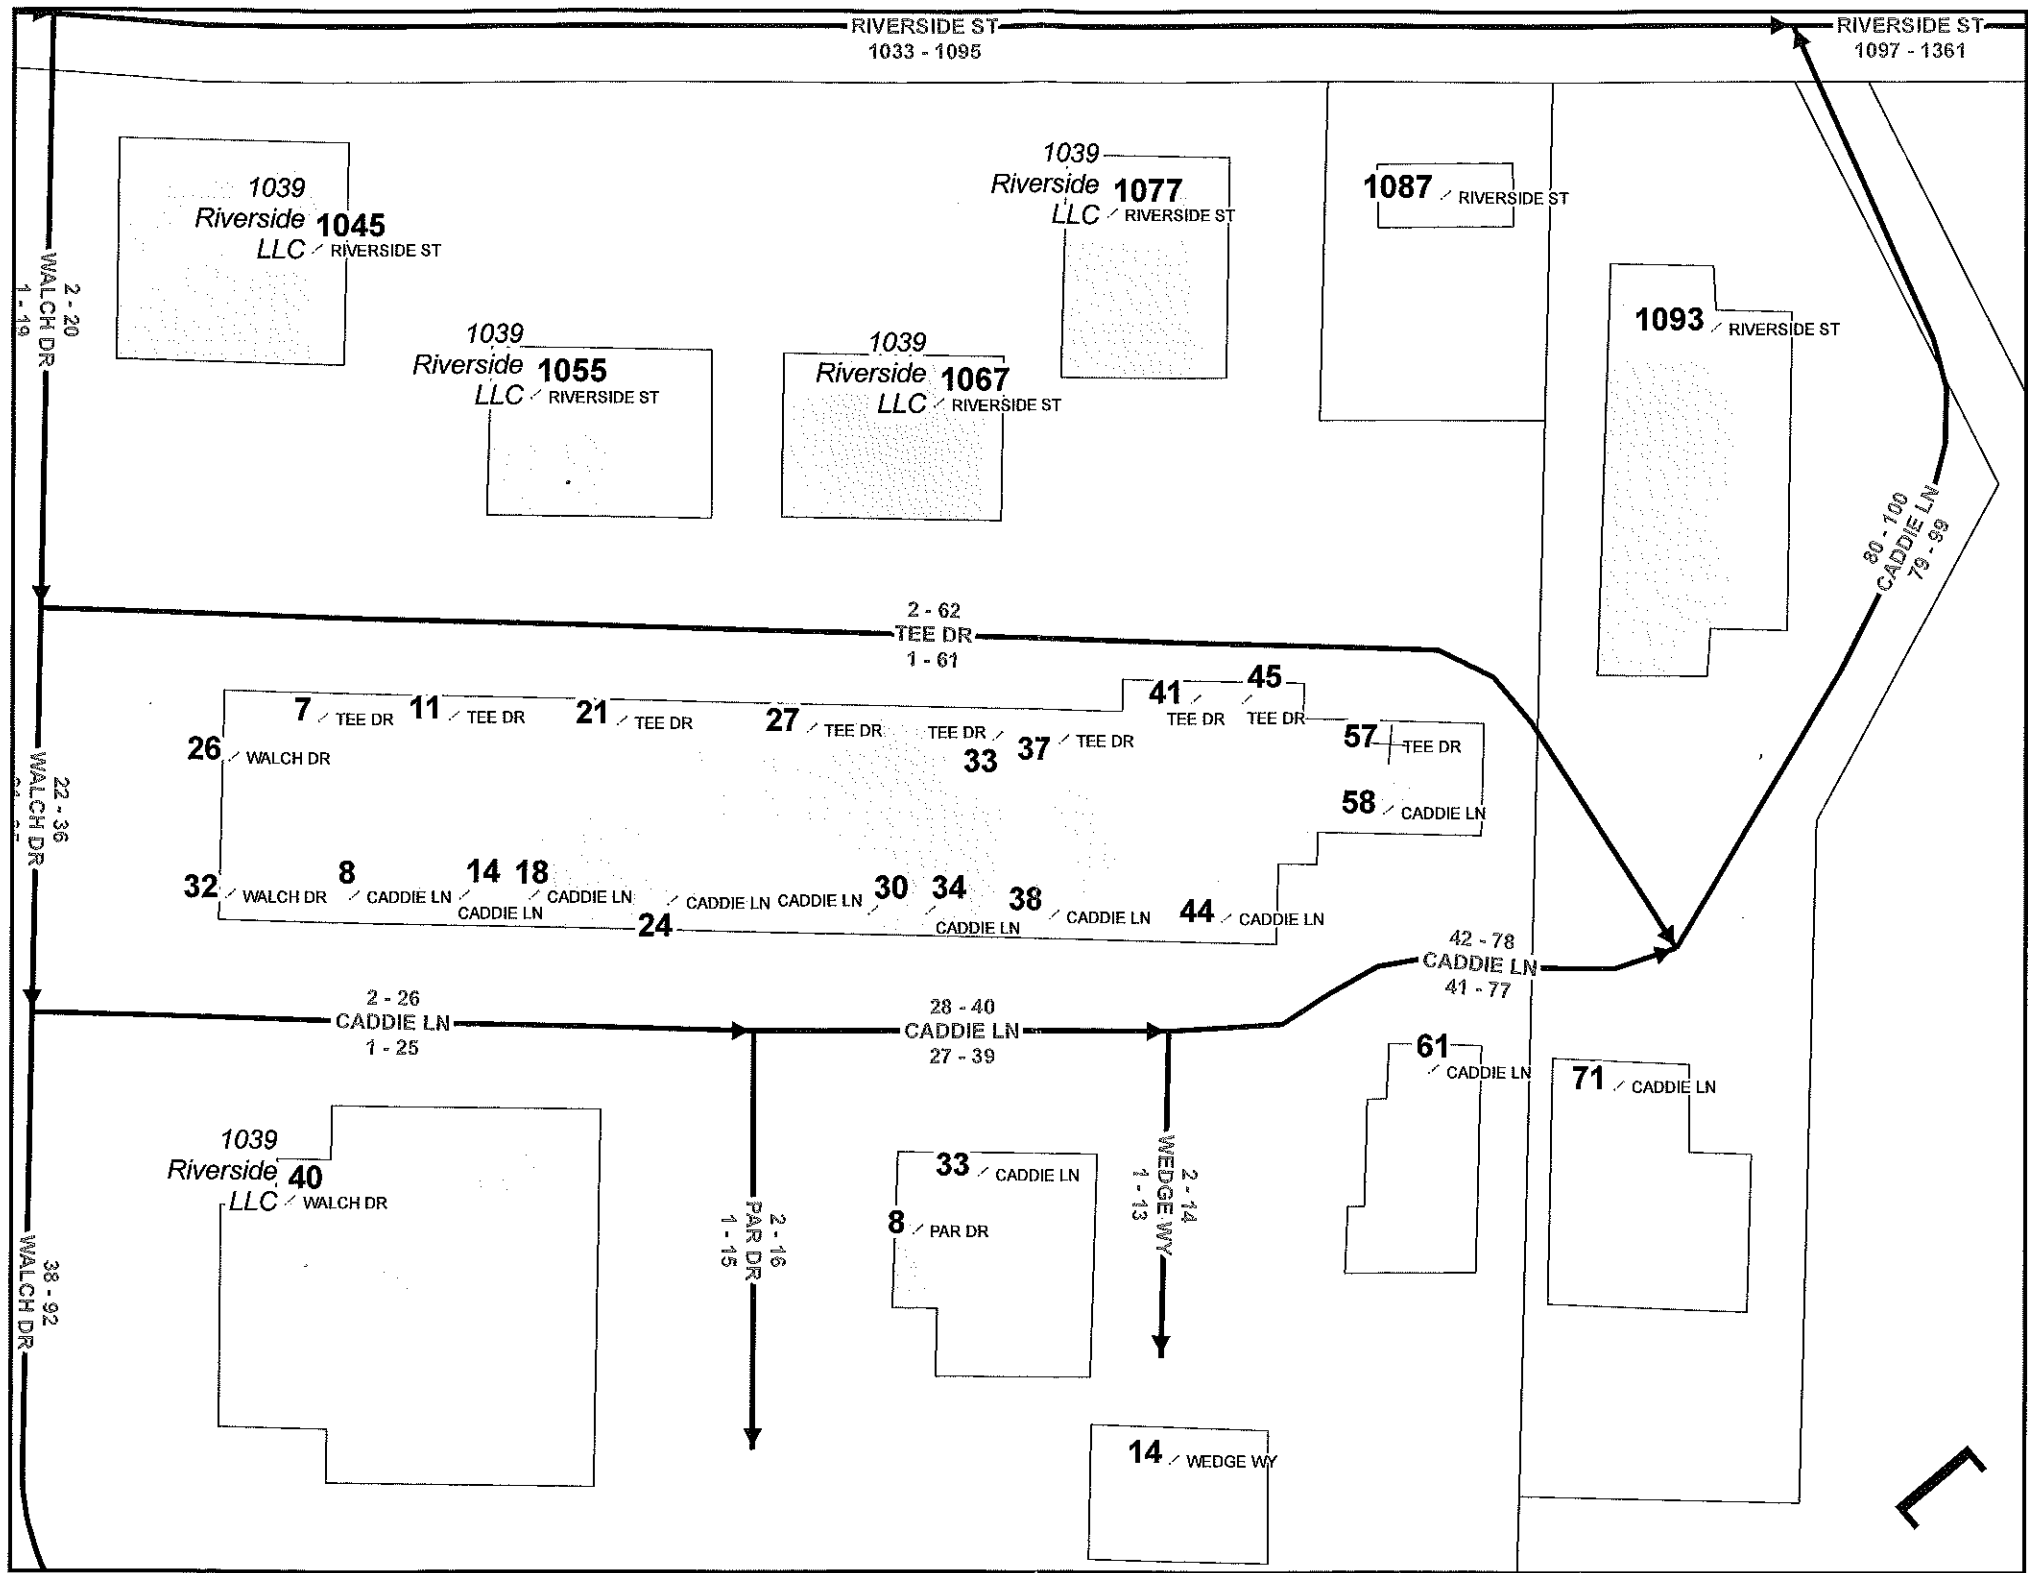 RIVERSIDE ST
1033 - 1095
RIVERSIDE ST
1097 - 1361
1039
Riverside
LLC
1045
RIVERSIDE ST
1039
Riverside
LLC
1077
RIVERSIDE ST
1087
RIVERSIDE ST
2 - 20
WALCH DR
1 - 19
1039
Riverside
LLC
1055
RIVERSIDE ST
1039
Riverside
LLC
1067
RIVERSIDE ST
1093
RIVERSIDE ST
80 - 100
CADDIE LN
79 - 99
2 - 62
TEE DR
1 - 61
7
TEE DR
11
TEE DR
21
TEE DR
27
TEE DR
TEE DR
33
37
TEE DR
41
TEE DR
45
TEE DR
57
TEE DR
26
WALCH DR
58
CADDIE LN
22 - 36
WALCH DR
32
WALCH DR
8
CADDIE LN
14
CADDIE LN
18
CADDIE LN
24
CADDIE LN
30
CADDIE LN
34
CADDIE LN
38
CADDIE LN
44
CADDIE LN
2 - 26
CADDIE LN
1 - 25
28 - 40
CADDIE LN
27 - 39
42 - 78
CADDIE LN
41 - 77
61
CADDIE LN
71
CADDIE LN
1039
Riverside
LLC
40
WALCH DR
33
CADDIE LN
8
PAR DR
2 - 16
PAR DR
1 - 15
2 - 14
WEDGE WY
1 - 13
38 - 92
WALCH DR
14
WEDGE WY